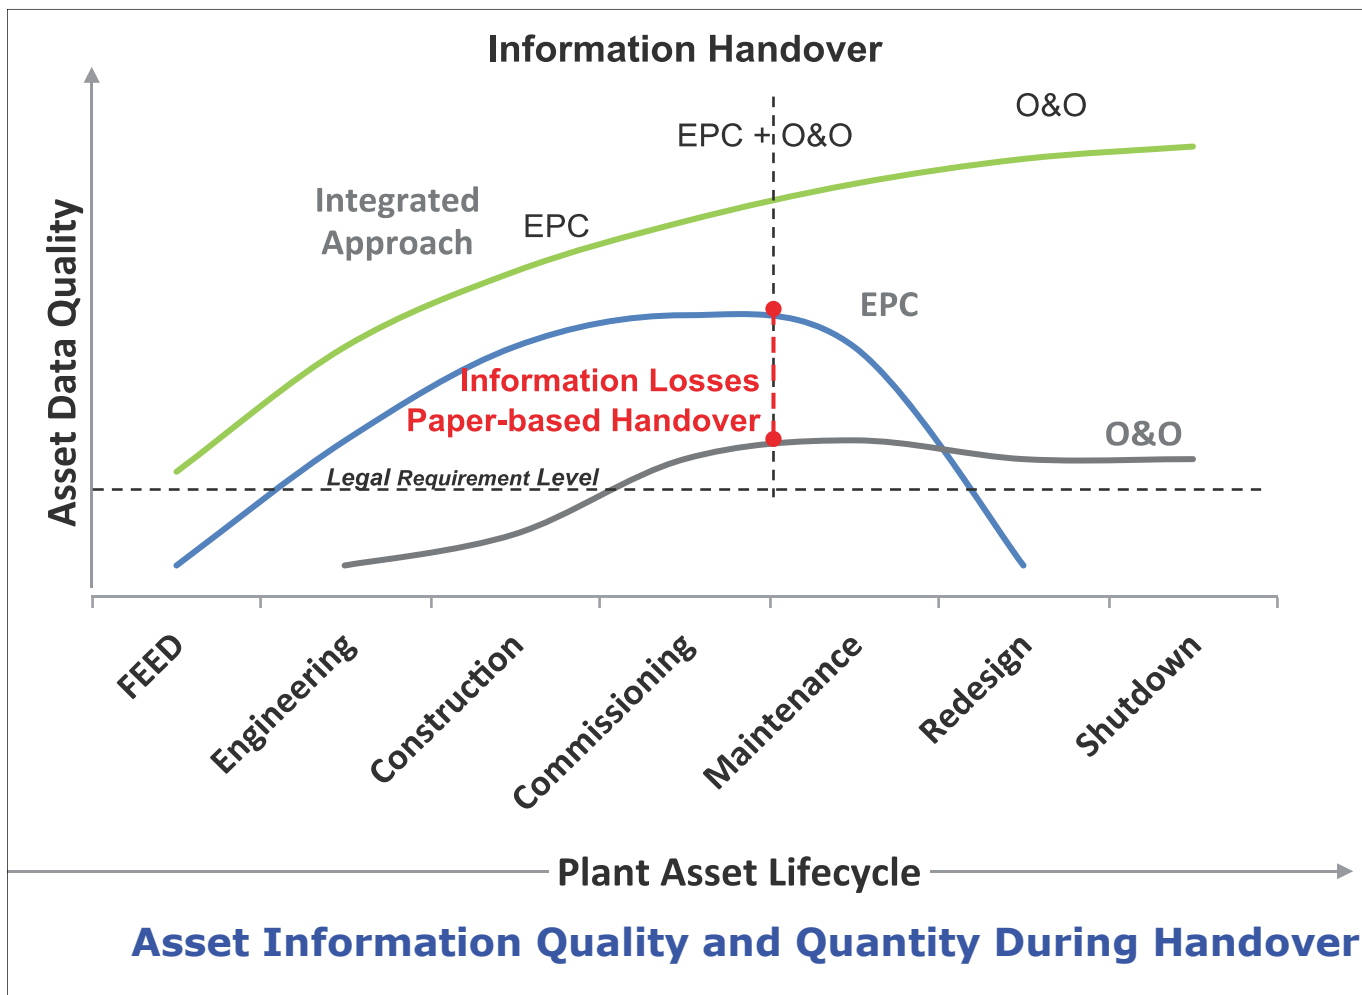 Information Handover
O&O
EPC + O&O
Integrated
Approach
EPC
EPC
Information Losses
Paper-based Handover
O&O
Legal Requirement Level
Asset Data Quality
FEED
Engineering
Construction
Commissioning
Maintenance
Redesign
Shutdown
Plant Asset Lifecycle
Asset Information Quality and Quantity During Handover